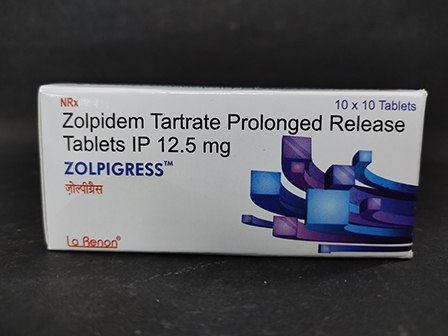 NRx
10 x 10 Tablets
Zolpidem Tartrate Prolonged Release
Tablets IP 12.5 mg
ZOLPIGRESS™
ज़ोल्पीग्रैस
La Renon®